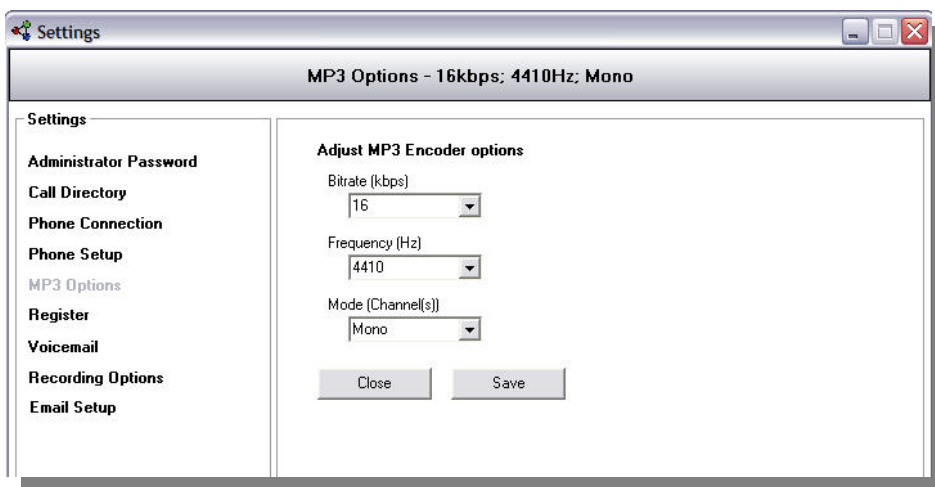 Settings
MP3 Options - 16kbps; 4410Hz; Mono
Settings
Administrator Password
Call Directory
Phone Connection
Phone Setup
MP3 Options
Register
Voicemail
Recording Options
Email Setup
Adjust MP3 Encoder options
Bitrate (kbps)
16
Frequency (Hz)
4410
Mode (Channel(s))
Mono
Close Save